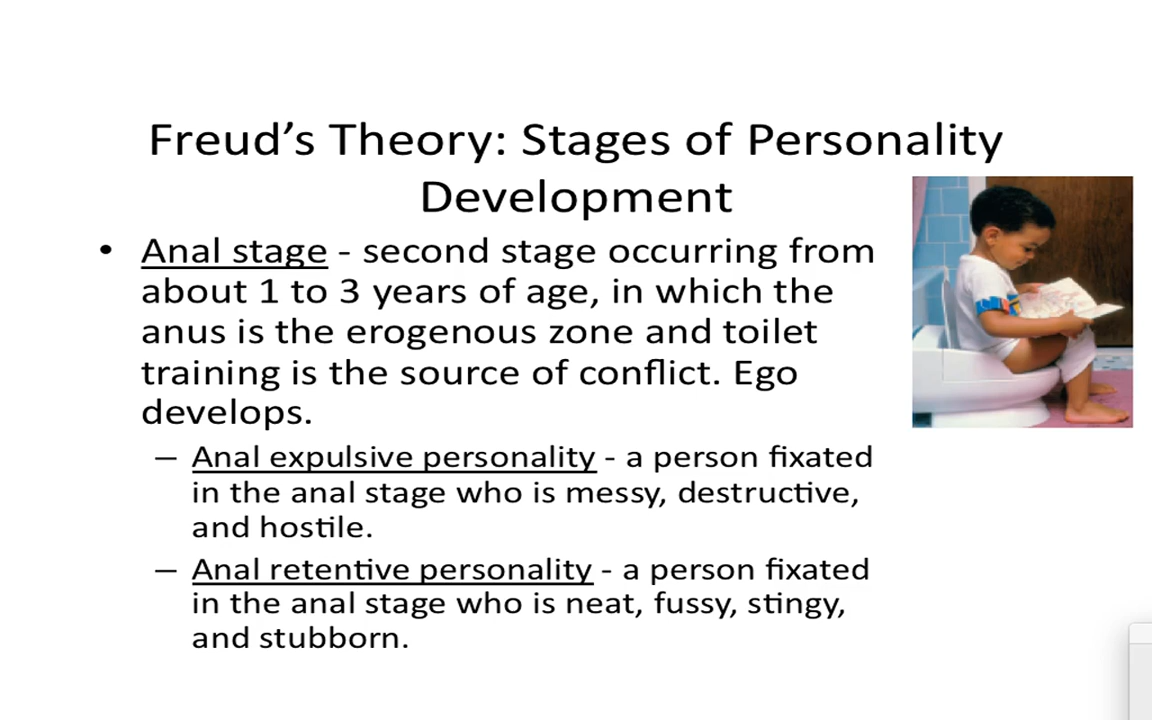 Freud’s Theory: Stages of Personality
Development
• Anal stage - second stage occurring from
about 1 to 3 years of age, in which the
anus is the erogenous zone and toilet
training is the source of conflict. Ego
develops.
– Anal expulsive personality - a person fixated
in the anal stage who is messy, destructive,
and hostile.
– Anal retentive personality - a person fixated
in the anal stage who is neat, fussy, stingy,
and stubborn.